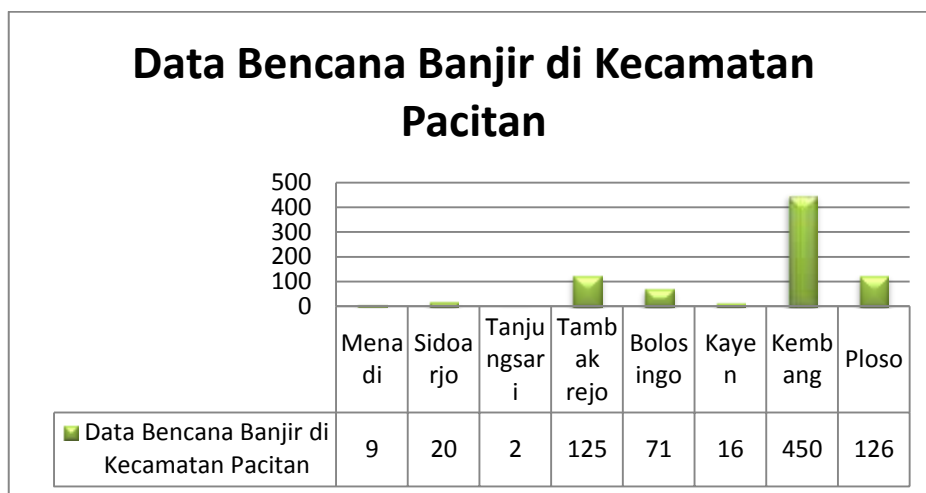 Data Bencana Banjir di Kecamatan
Pacitan
500
400
300
200
100
0
Mena
di
Sidoa
rjo
Tanju
ngsar
i
Tamb
ak
rejo
Bolos
ingo
Kaye
n
Kemb
ang
Ploso
Data Bencana Banjir di
Kecamatan Pacitan
9 20 2 125 71 16 450 126